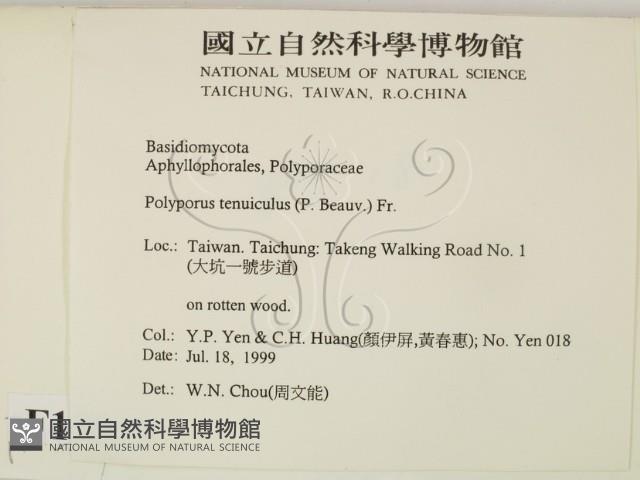 國立自然科學博物館
NATIONAL MUSEUM OF NATURAL SCIENCE
TAICHUNG, TAIWAN, R.O.CHINA
Basidiomycota
Aphyllophorales, Polyporaceae
Polyporus tenuiculus (P. Beauv.) Fr.
Loc.: Taiwan. Taichung: Takeng Walking Road No. 1
(大坑一號步道)
on rotten wood.
Col.: Y.P. Yen & C.H. Huang(顏伊屏,黃春惠); No. Yen 018
Date: Jul. 18, 1999
Det.: W.N. Chou(周文能)
國立自然科學博物館
NATIONAL MUSEUM OF NATURAL SCIENCE